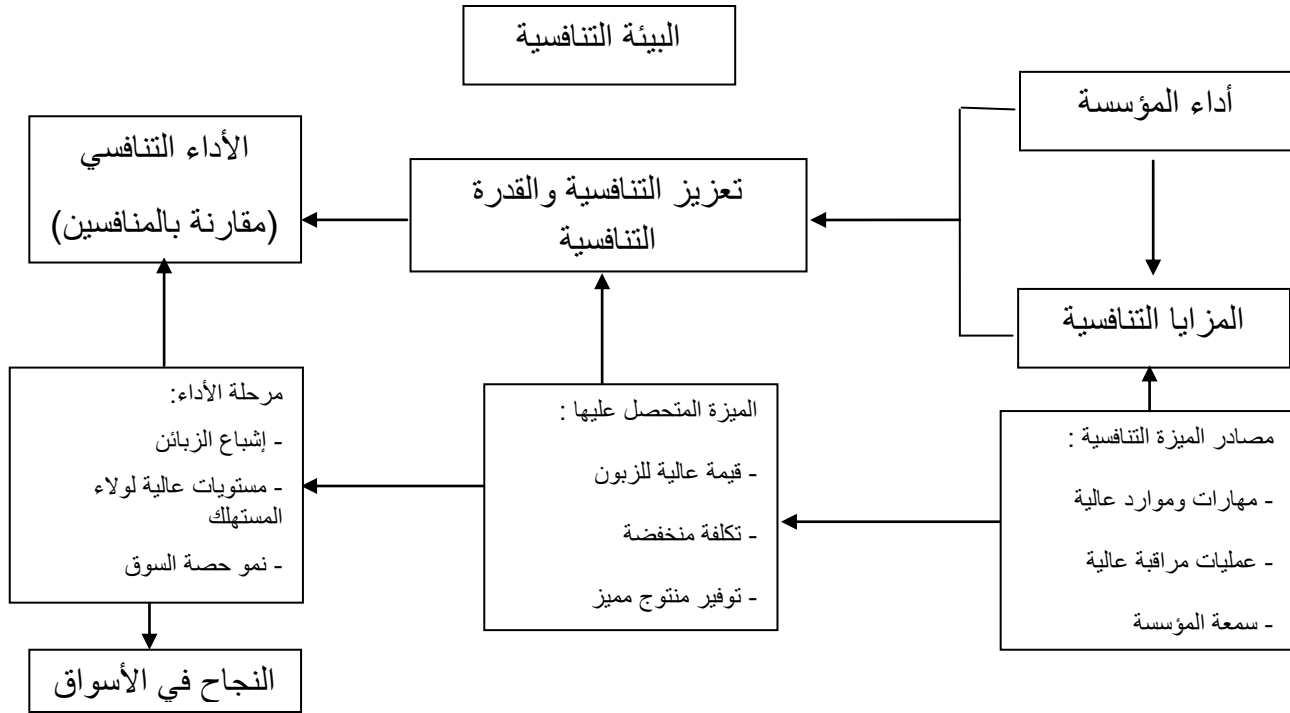 البيئة التنافسية
أداء المؤسسة
الأداء التنافسي
(مقارنة بالمنافسين)
تعزيز التنافسية والقدرة
التنافسية
المزايا التنافسية
مصادر الميزة التنافسية :
- مهارات وموارد عالية
- عمليات مراقبة عالية
- سمعة المؤسسة
الميزة المتحصل عليها :
- قيمة عالية للزبون
- تكلفة منخفضة
- توفير منتوج مميز
مرحلة الأداء:
- إشباع الزبائن
- مستويات عالية لولاء
المستهلك
- نمو حصة السوق
النجاح في الأسواق